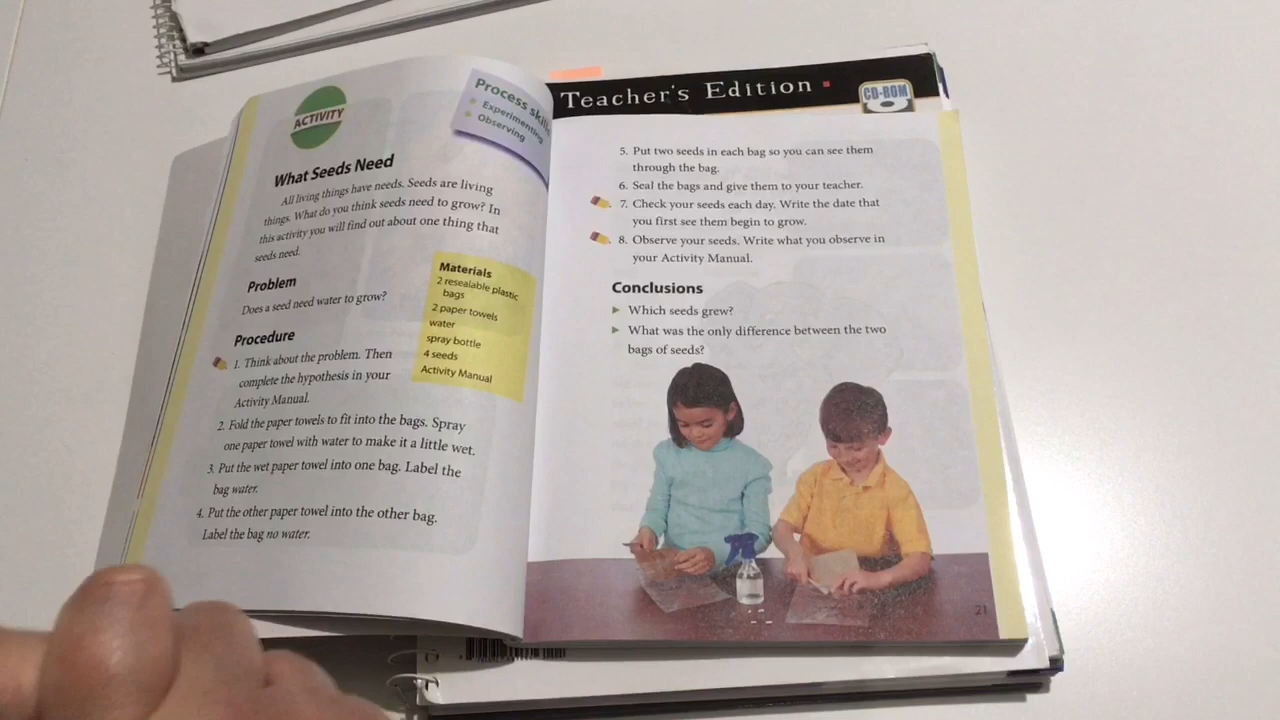 ACTIVITY
Process skills
Experimenting
Observing
What Seeds Need
All living things have needs. Seeds are living
things. What do you think seeds need to grow? In
this activity you will find out about one thing that
seeds need.
Problem
Does a seed need water to grow?
Materials
2 resealable plastic
bags
2 paper towels
water
spray bottle
4 seeds
Activity Manual
Procedure
1. Think about the problem. Then
complete the hypothesis in your
Activity Manual.
2. Fold the paper towels to fit into the bags. Spray
one paper towel with water to make it a little wet.
3. Put the wet paper towel into one bag. Label the
bag water.
4. Put the other paper towel into the other bag.
Label the bag no water.
Teacher's Edition
CD-ROM
5. Put two seeds in each bag so you can see them
through the bag.
6. Seal the bags and give them to your teacher.
7. Check your seeds each day. Write the date that
you first see them begin to grow.
8. Observe your seeds. Write what you observe in
your Activity Manual.
Conclusions
Which seeds grew?
What was the only difference between the two
bags of seeds?
21